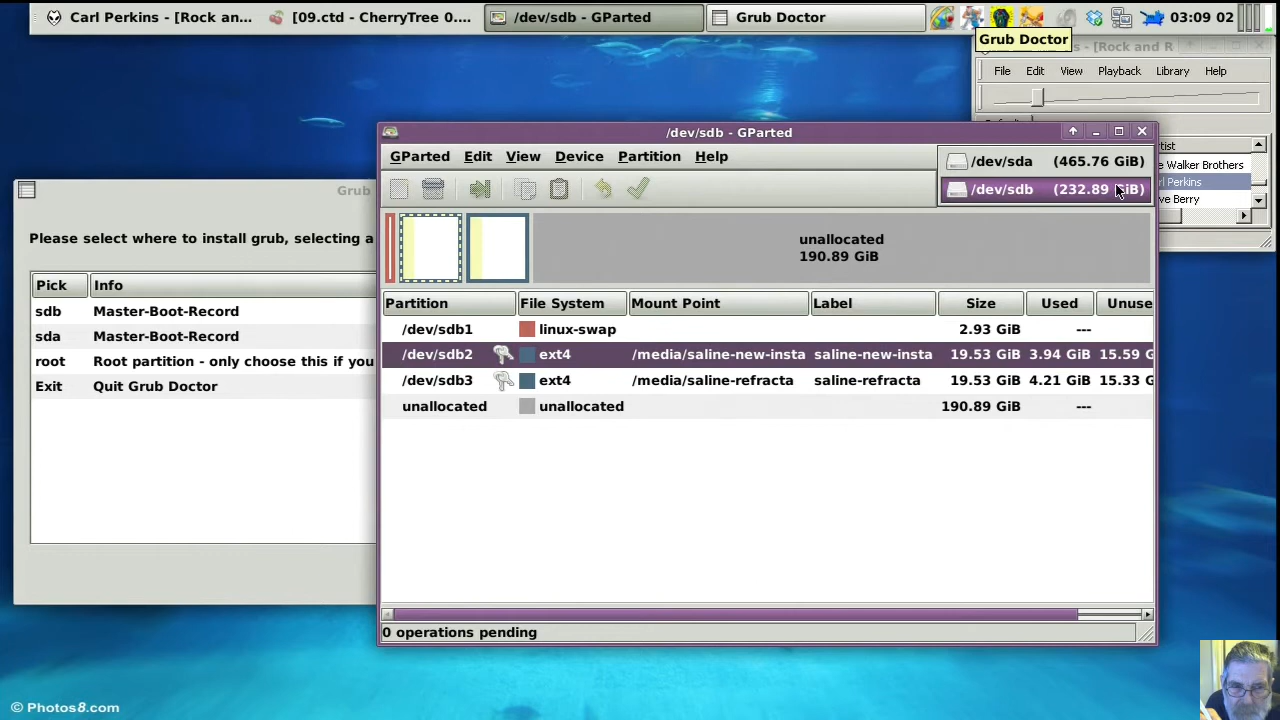 Carl Perkins - [Rock an...
[09.ctd - CherryTree 0....
/dev/sdb - GParted
Grub Doctor
03:09 02
Grub Doctor
- [Rock and R
File Edit View Playback Library Help
/dev/sdb - GParted
GParted Edit View Device Partition Help
/dev/sda (465.76 GiB)
/dev/sdb (232.89 GiB)
tist
e Walker Brothers
rl Perkins
ve Berry
unallocated
190.89 GiB
Grub
Please select where to install grub, selecting a
Pick Info
sdb Master-Boot-Record
sda Master-Boot-Record
root Root partition - only choose this if you
Exit Quit Grub Doctor
Partition File System Mount Point Label Size Used Unuse
/dev/sdb1 linux-swap 2.93 GiB ---
/dev/sdb2 ext4 /media/saline-new-insta saline-new-insta 19.53 GiB 3.94 GiB 15.59 G
/dev/sdb3 ext4 /media/saline-refracta saline-refracta 19.53 GiB 4.21 GiB 15.33 G
unallocated unallocated 190.89 GiB ---
0 operations pending
© Photos8.com